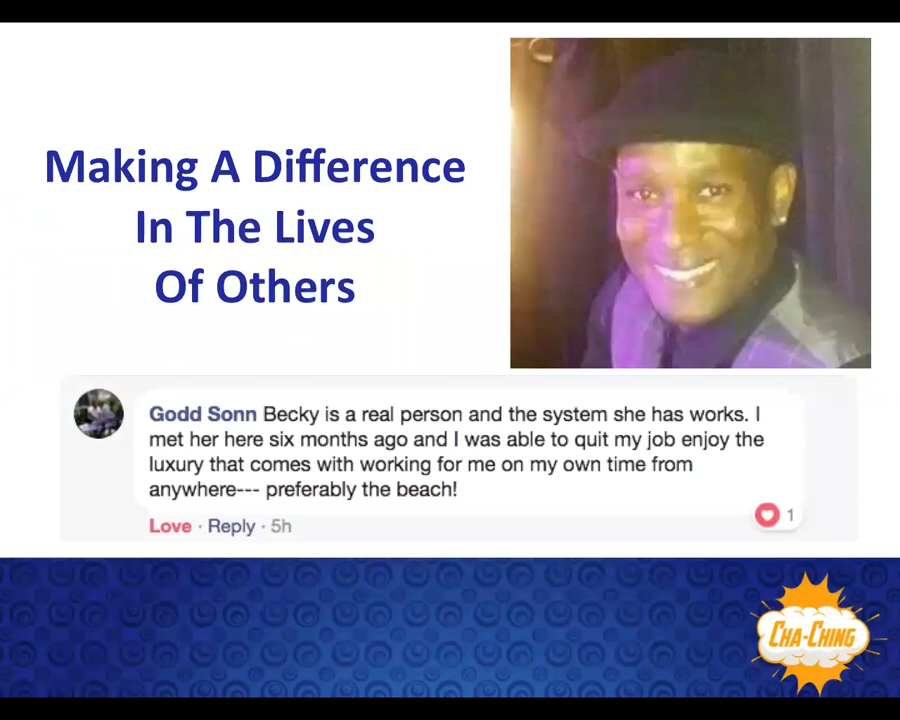 Making A Difference
In The Lives
Of Others
Godd Sonn Becky is a real person and the system she has works. I
met her here six months ago and I was able to quit my job enjoy the
luxury that comes with working for me on my own time from
anywhere--- preferably the beach!
Love · Reply · 5h
1
CHA-CHING